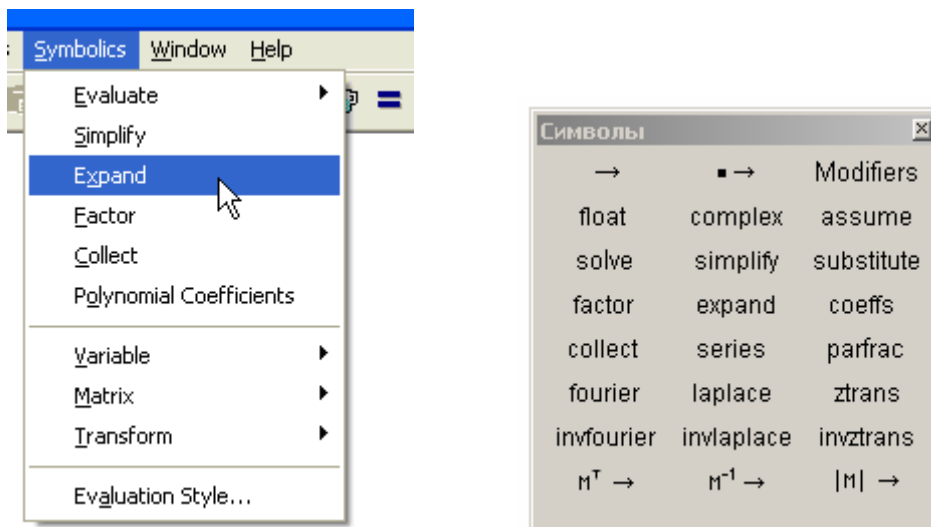 Symbolics Window Help
Evaluate
Simplify
Expand
Factor
Collect
Polynomial Coefficients
Variable
Matrix
Transform
Evaluation Style...
Символы
→ ▪ → Modifiers
float complex assume
solve simplify substitute
factor expand coeffs
collect series parfrac
fourier laplace ztrans
invfourier invlaplace invztrans
Mᵀ → M⁻¹ → |M| →